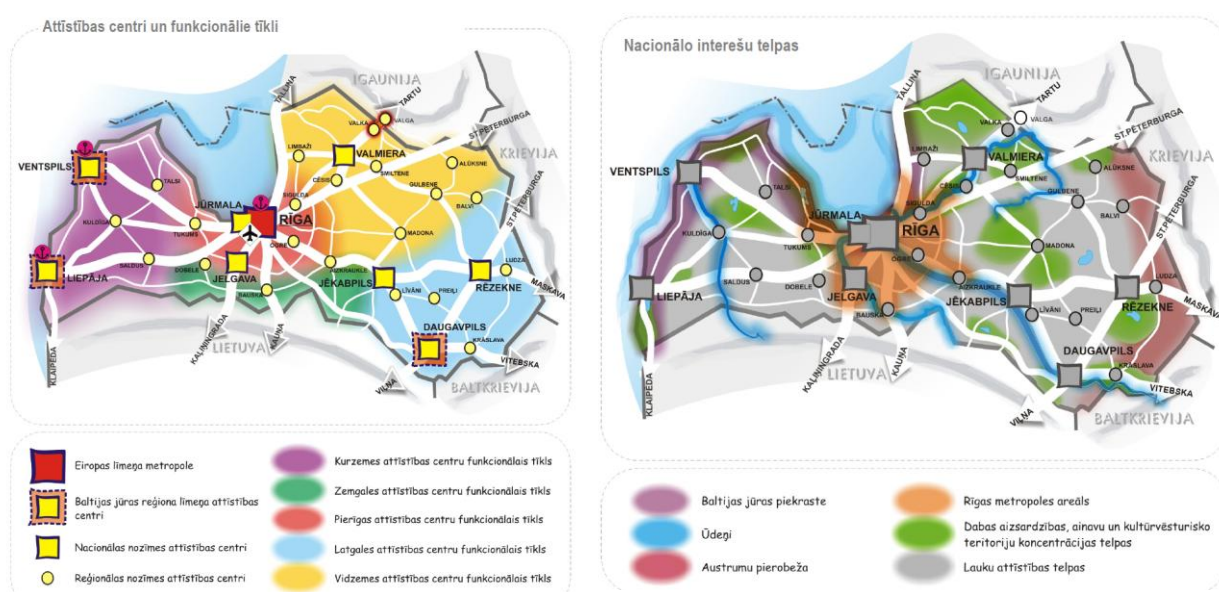 Attīstības centri un funkcionālie tīkli
IGAUNIJA
TALLINA
TARTU
VALKA
VALGA
ST.PĒTERBURGA
KRIEVIJA
VENTSPILS
LIMBAŽI
VALMIERA
TALSI
CĒSIS
SMILTENE
ALŪKSNE
SIGULDA
GULBENE
BALVI
ST.PĒTERBURGA
JŪRMALA
RĪGA
KULDĪGA
TUKUMS
OGRE
MADONA
LIEPĀJA
SALDUS
DOBELE
JELGAVA
AIZKRAUKLE
LUDZA
JĒKABPILS
RĒZEKNE
BAUSKA
LĪVĀNI
PREIĻI
MASKAVA
DAUGAVPILS
KALIŅINGRADA
KAUŅA
LIETUVA
KRĀSLAVA
VITEBSKA
KLAIPĒDA
VIĻŅA
BALTKRIEVIJA
Eiropas līmeņa metropole
Baltijas jūras reģiona līmeņa attīstības
centri
Nacionālas nozīmes attīstības centri
Reģionālas nozīmes attīstības centri
Kurzemes attīstības centru funkcionālais tīkls
Zemgales attīstības centru funkcionālais tīkls
Pierīgas attīstības centru funkcionālais tīkls
Latgales attīstības centru funkcionālais tīkls
Vidzemes attīstības centru funkcionālais tīkls
Nacionālo interešu telpas
IGAUNIJA
TALLINA
TARTU
VALKA
VALGA
ST.PĒTERBURGA
KRIEVIJA
VENTSPILS
LIMBAŽI
VALMIERA
TALSI
CĒSIS
SMILTENE
ALŪKSNE
SIGULDA
GULBENE
BALVI
ST.PĒTERBURGA
JŪRMALA
RĪGA
KULDĪGA
TUKUMS
OGRE
MADONA
LIEPĀJA
SALDUS
DOBELE
JELGAVA
AIZKRAUKLE
LUDZA
JĒKABPILS
RĒZEKNE
BAUSKA
LĪVĀNI
PREIĻI
MASKAVA
DAUGAVPILS
KALIŅINGRADA
KAUŅA
LIETUVA
KRĀSLAVA
VITEBSKA
KLAIPĒDA
VIĻŅA
BALTKRIEVIJA
Baltijas jūras piekraste
Ūdeņi
Austrumu pierobeža
Rīgas metropoles areāls
Dabas aizsardzības, ainavu un kultūrvēsturisko
teritoriju koncentrācijas telpas
Lauku attīstības telpas